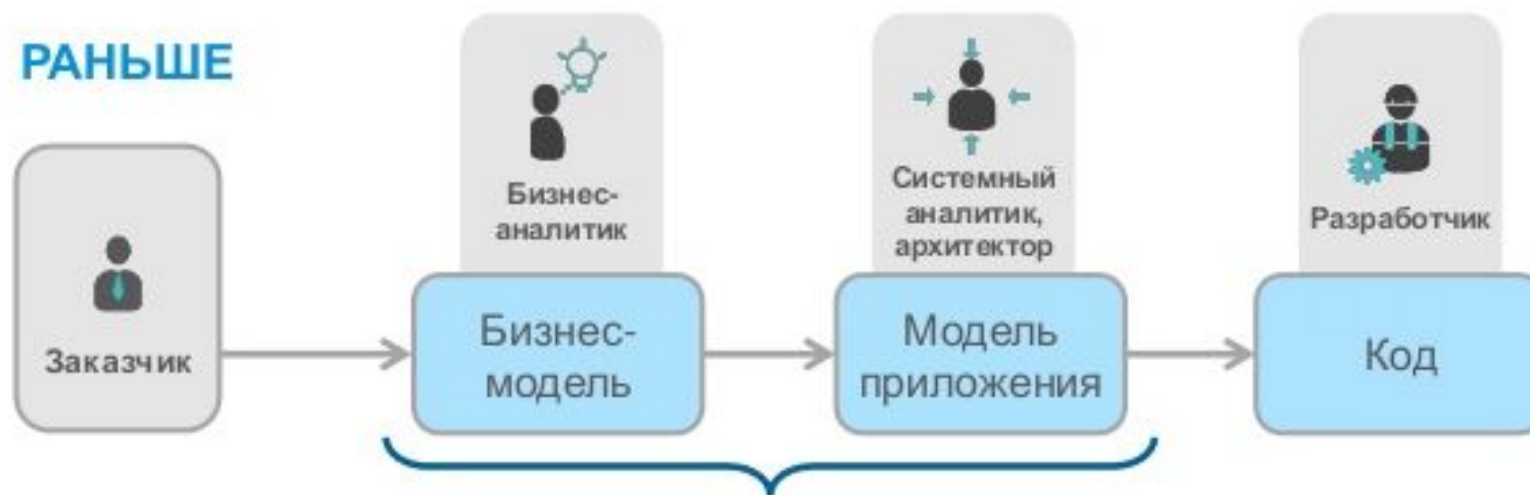 РАНЬШЕ
Заказчик
Бизнес-
аналитик
Бизнес-
модель
Системный
аналитик,
архитектор
Модель
приложения
Разработчик
Код